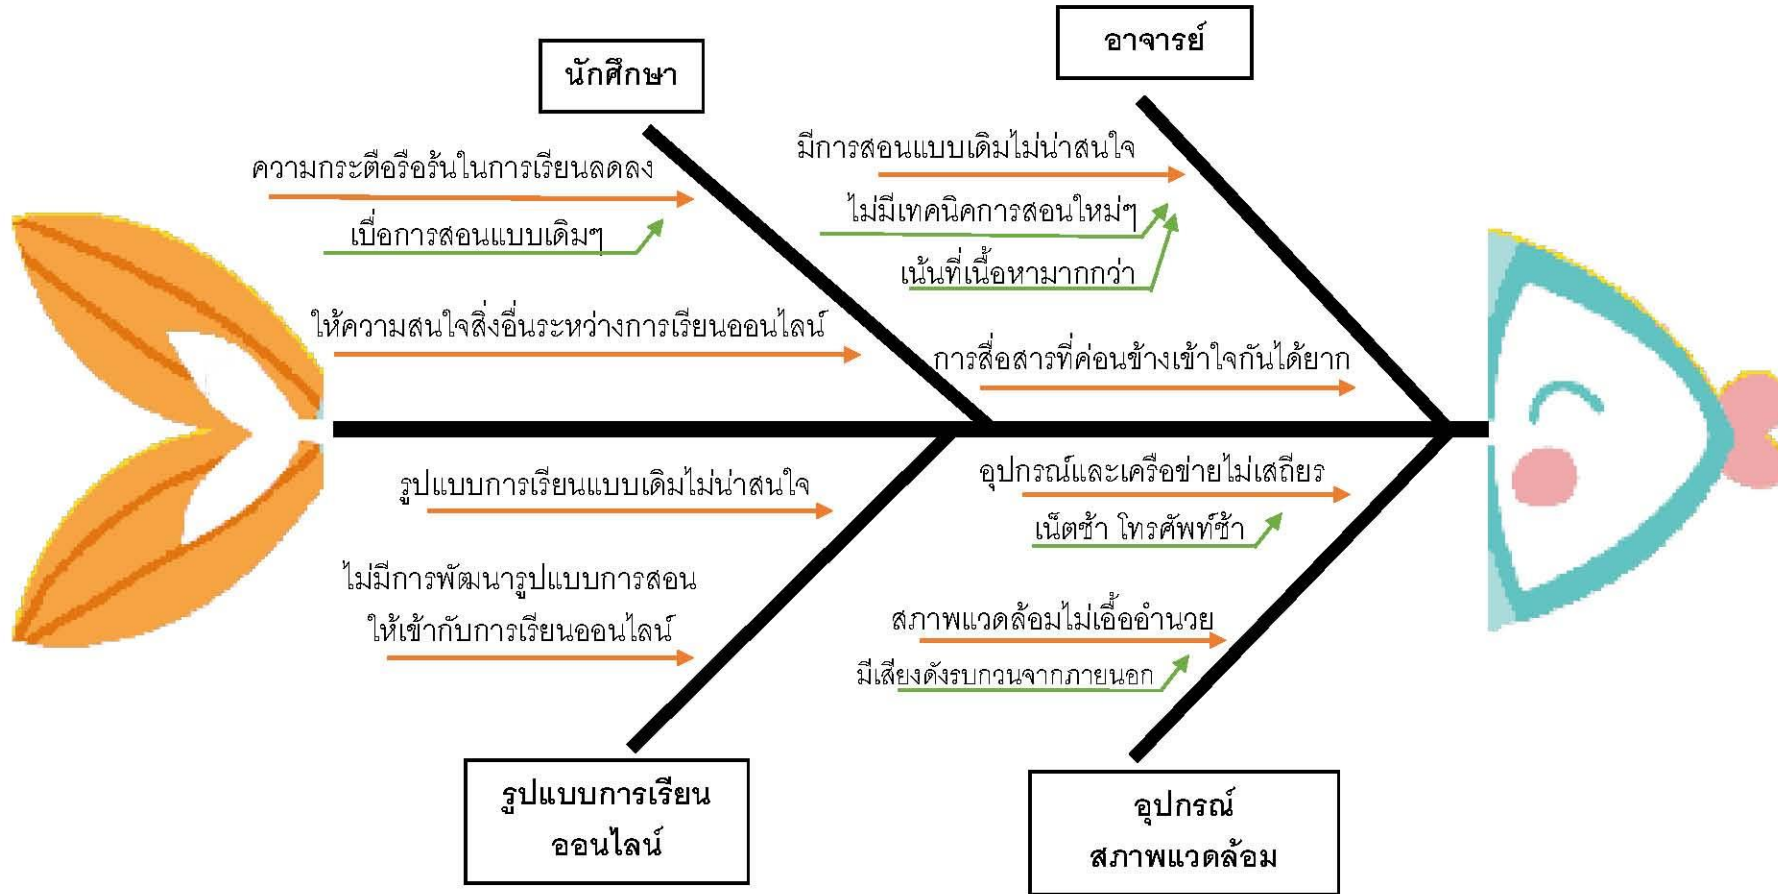 นักศึกษา
ความกระตือรือร้นในการเรียนลดลง
เบื่อการสอนแบบเดิมๆ
ให้ความสนใจสิ่งอื่นระหว่างการเรียนออนไลน์
อาจารย์
มีการสอนแบบเดิมไม่น่าสนใจ
ไม่มีเทคนิคการสอนใหม่ๆ
เน้นที่เนื้อหามากกว่า
การสื่อสารที่ค่อนข้างเข้าใจกันได้ยาก
รูปแบบการเรียนแบบเดิมไม่น่าสนใจ
ไม่มีการพัฒนารูปแบบการสอน
ให้เข้ากับการเรียนออนไลน์
รูปแบบการเรียน
ออนไลน์
อุปกรณ์และเครือข่ายไม่เสถียร
เน็ตช้า โทรศัพท์ช้า
สภาพแวดล้อมไม่เอื้ออำนวย
มีเสียงดังรบกวนจากภายนอก
อุปกรณ์
สภาพแวดล้อม